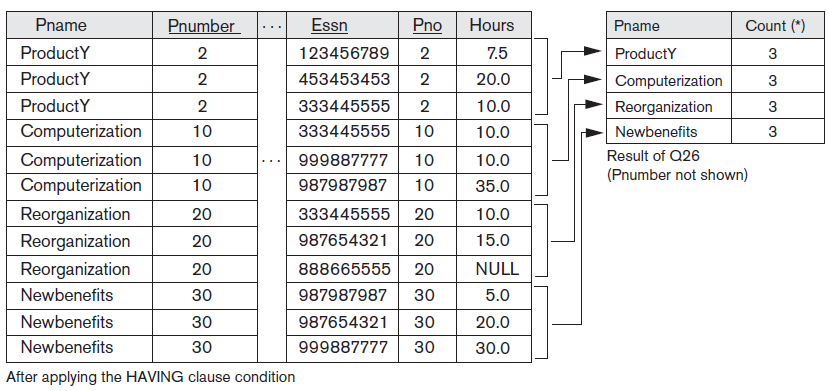 Pname Pnumber ... Essn Pno Hours
ProductY 2 123456789 2 7.5
ProductY 2 453453453 2 20.0
ProductY 2 333445555 2 10.0
Computerization 10 333445555 10 10.0
Computerization 10 ... 999887777 10 10.0
Computerization 10 987987987 10 35.0
Reorganization 20 333445555 20 10.0
Reorganization 20 987654321 20 15.0
Reorganization 20 888665555 20 NULL
Newbenefits 30 987987987 30 5.0
Newbenefits 30 987654321 30 20.0
Newbenefits 30 999887777 30 30.0
After applying the HAVING clause condition
Pname Count (*)
ProductY 3
Computerization 3
Reorganization 3
Newbenefits 3
Result of Q26
(Pnumber not shown)